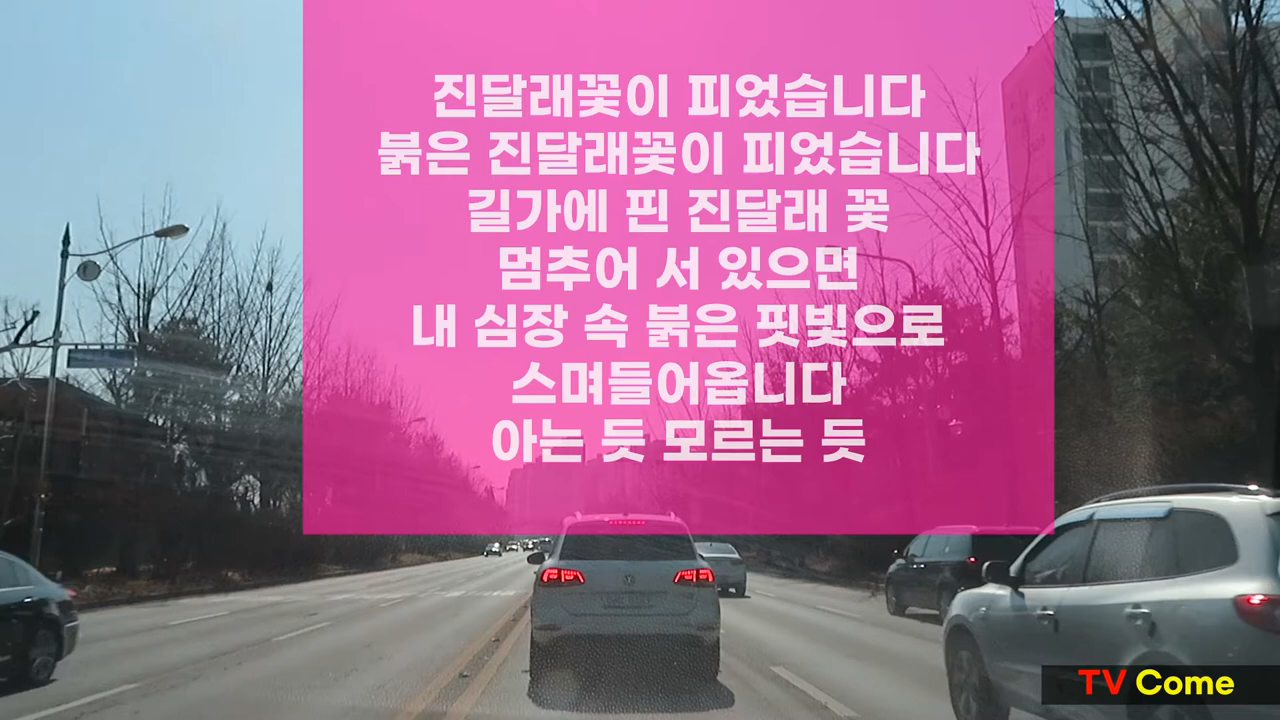 진달래꽃이 피었습니다
붉은 진달래꽃이 피었습니다
길가에 핀 진달래 꽃
멈추어 서 있으면
내 심장 속 붉은 핏빛으로
스며들어옵니다
아는 듯 모르는 듯
TV Come